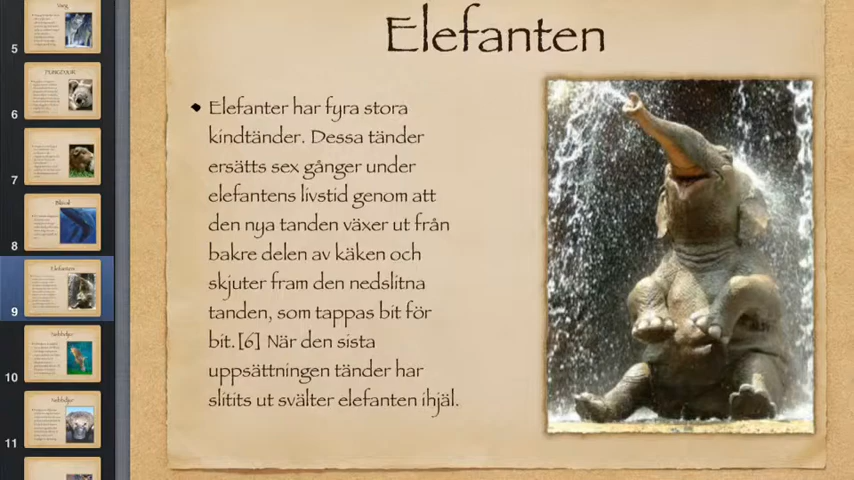 Elefanten
Elefanter har fyra stora
kindtänder. Dessa tänder
ersätts sex gånger under
elefantens livstid genom att
den nya tanden växer ut från
bakre delen av käken och
skjuter fram den nedslitna
tanden, som tappas bit för
bit.[6] När den sista
uppsättningen tänder har
slitits ut svälter elefanten ihjäl.
5
6
7
8
Blåval
9
Elefanten
10
11